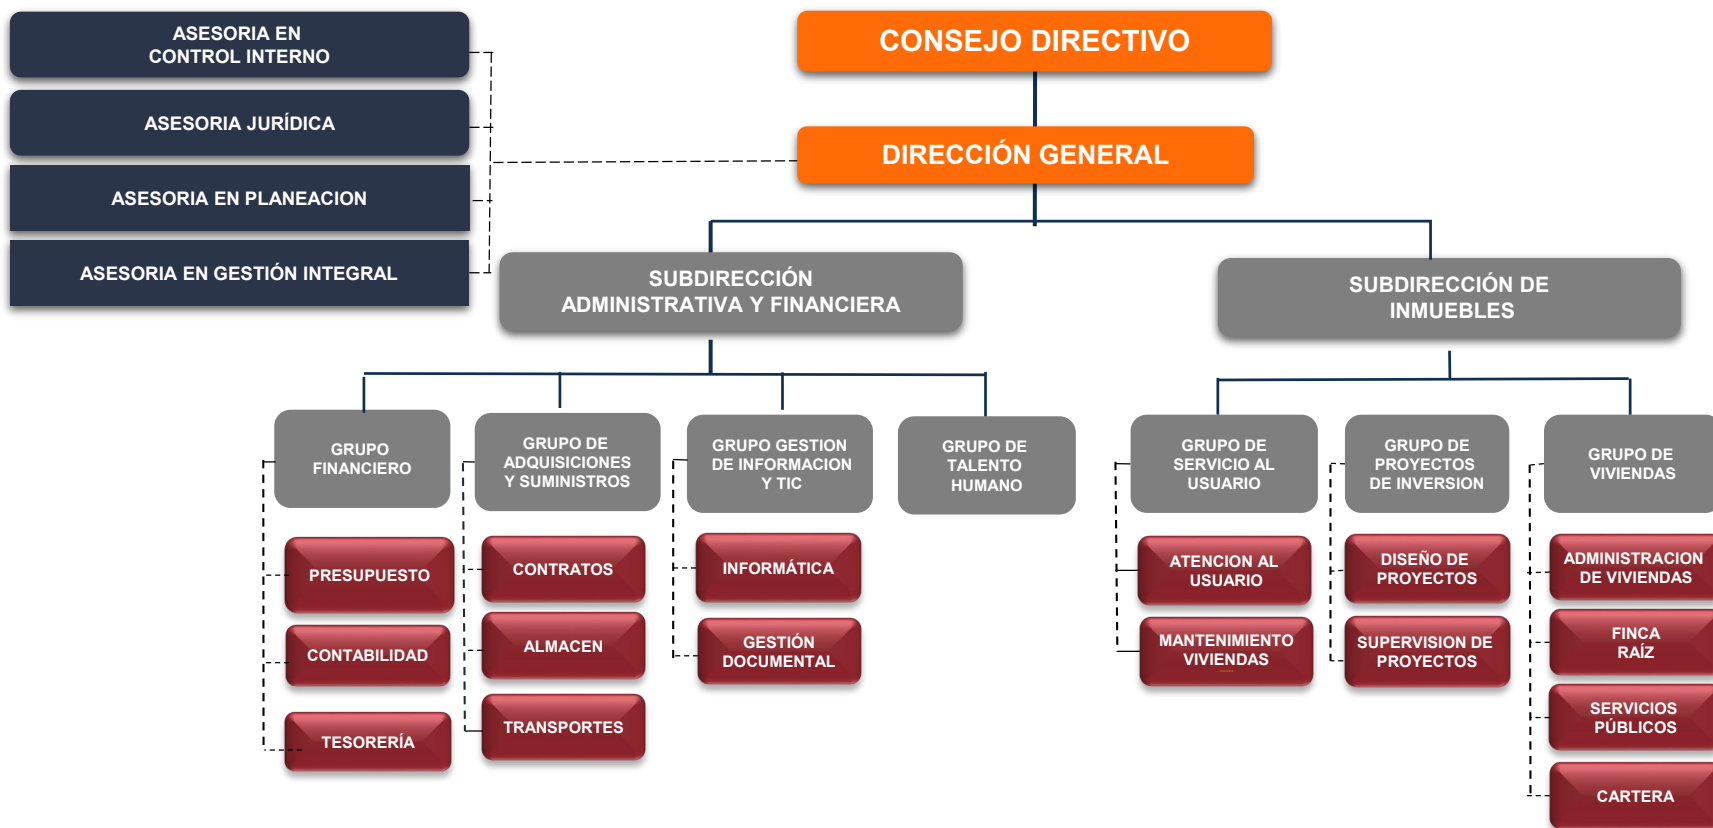 ASESORIA EN
CONTROL INTERNO
ASESORIA JURÍDICA
ASESORIA EN PLANEACION
ASESORIA EN GESTIÓN INTEGRAL
CONSEJO DIRECTIVO
DIRECCIÓN GENERAL
SUBDIRECCIÓN
ADMINISTRATIVA Y FINANCIERA
SUBDIRECCIÓN DE
INMUEBLES
GRUPO
FINANCIERO
PRESUPUESTO
CONTABILIDAD
TESORERÍA
GRUPO DE
ADQUISICIONES
Y SUMINISTROS
CONTRATOS
ALMACEN
TRANSPORTES
GRUPO GESTION
DE INFORMACION
Y TIC
INFORMÁTICA
GESTIÓN
DOCUMENTAL
GRUPO DE
TALENTO
HUMANO
GRUPO DE
SERVICIO AL
USUARIO
ATENCION AL
USUARIO
MANTENIMIENTO
VIVIENDAS
GRUPO DE
PROYECTOS
DE INVERSION
DISEÑO DE
PROYECTOS
SUPERVISION DE
PROYECTOS
GRUPO DE
VIVIENDAS
ADMINISTRACION
DE VIVIENDAS
FINCA
RAÍZ
SERVICIOS
PÚBLICOS
CARTERA